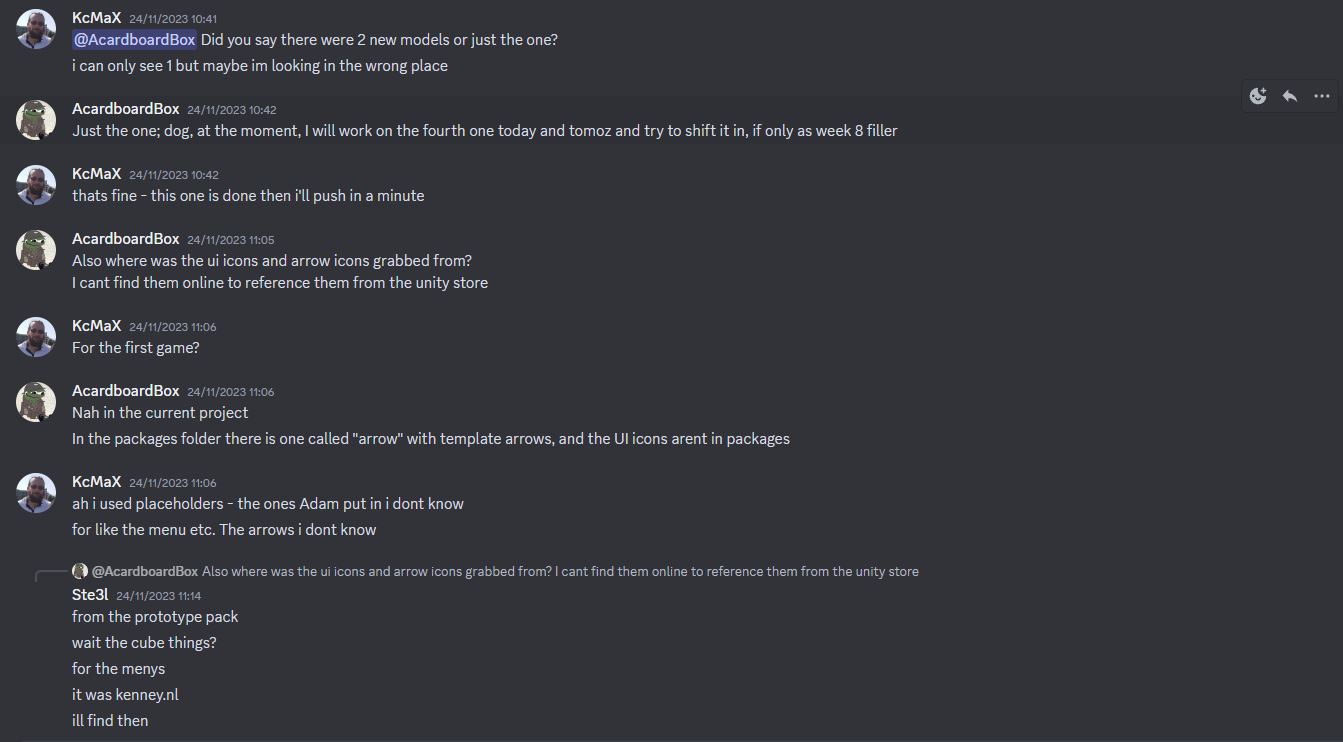 KcMaX 24/11/2023 10:41
@AcardboardBox Did you say there were 2 new models or just the one?
i can only see 1 but maybe im looking in the wrong place
AcardboardBox 24/11/2023 10:42
Just the one; dog, at the moment, I will work on the fourth one today and tomoz and try to shift it in, if only as week 8 filler
KcMaX 24/11/2023 10:42
thats fine - this one is done then i'll push in a minute
AcardboardBox 24/11/2023 11:05
Also where was the ui icons and arrow icons grabbed from?
I cant find them online to reference them from the unity store
KcMaX 24/11/2023 11:06
For the first game?
AcardboardBox 24/11/2023 11:06
Nah in the current project
In the packages folder there is one called "arrow" with template arrows, and the UI icons arent in packages
KcMaX 24/11/2023 11:06
ah i used placeholders - the ones Adam put in i dont know
for like the menu etc. The arrows i dont know
@AcardboardBox Also where was the ui icons and arrow icons grabbed from? I cant find them online to reference them from the unity store
Ste3l 24/11/2023 11:14
from the prototype pack
wait the cube things?
for the menys
it was kenney.nl
ill find then